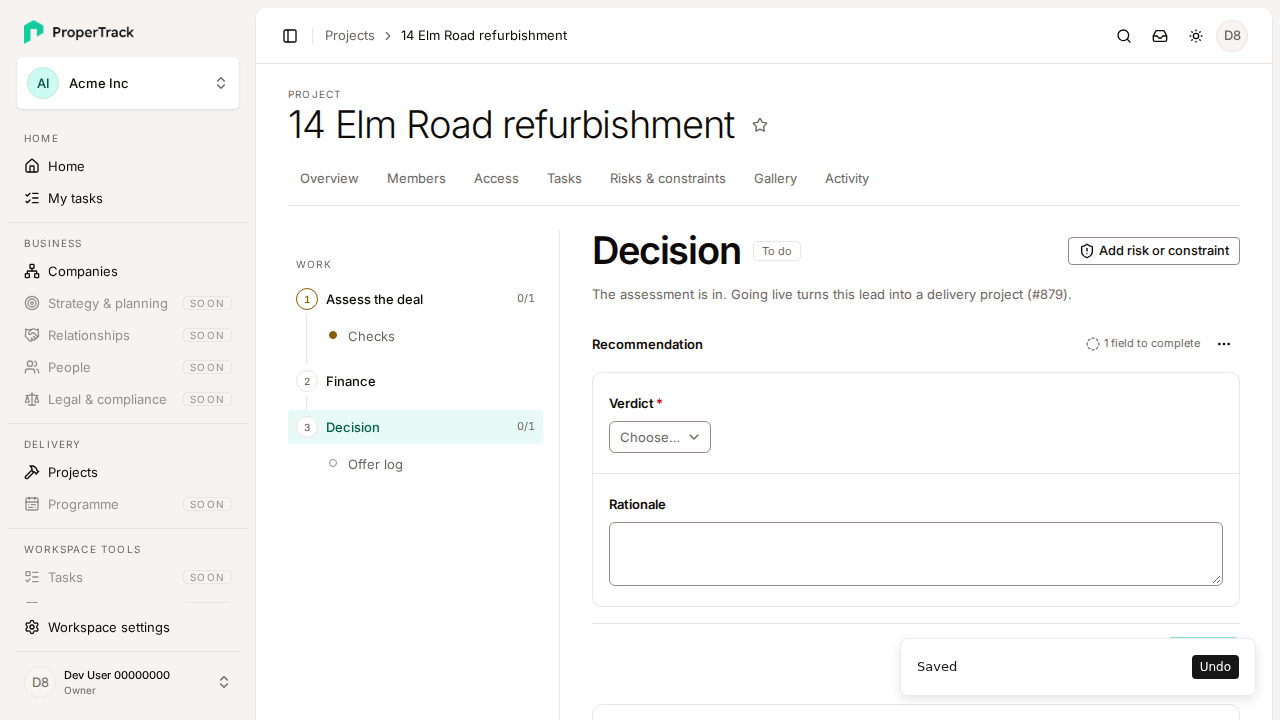 ProperTrack
AI
Acme Inc
HOME
Home
My tasks
BUSINESS
Companies
Strategy & planning
SOON
Relationships
SOON
People
SOON
Legal & compliance
SOON
DELIVERY
Projects
Programme
SOON
WORKSPACE TOOLS
Tasks
SOON
Workspace settings
D8
Dev User 00000000
Owner
Projects
14 Elm Road refurbishment
D8
PROJECT
14 Elm Road refurbishment
Overview
Members
Access
Tasks
Risks & constraints
Gallery
Activity
WORK
1
Assess the deal
0/1
Checks
2
Finance
3
Decision
0/1
Offer log
Decision
To do
Add risk or constraint
The assessment is in. Going live turns this lead into a delivery project (#879).
Recommendation
1 field to complete
Verdict *
Choose...
Rationale
Saved
Undo